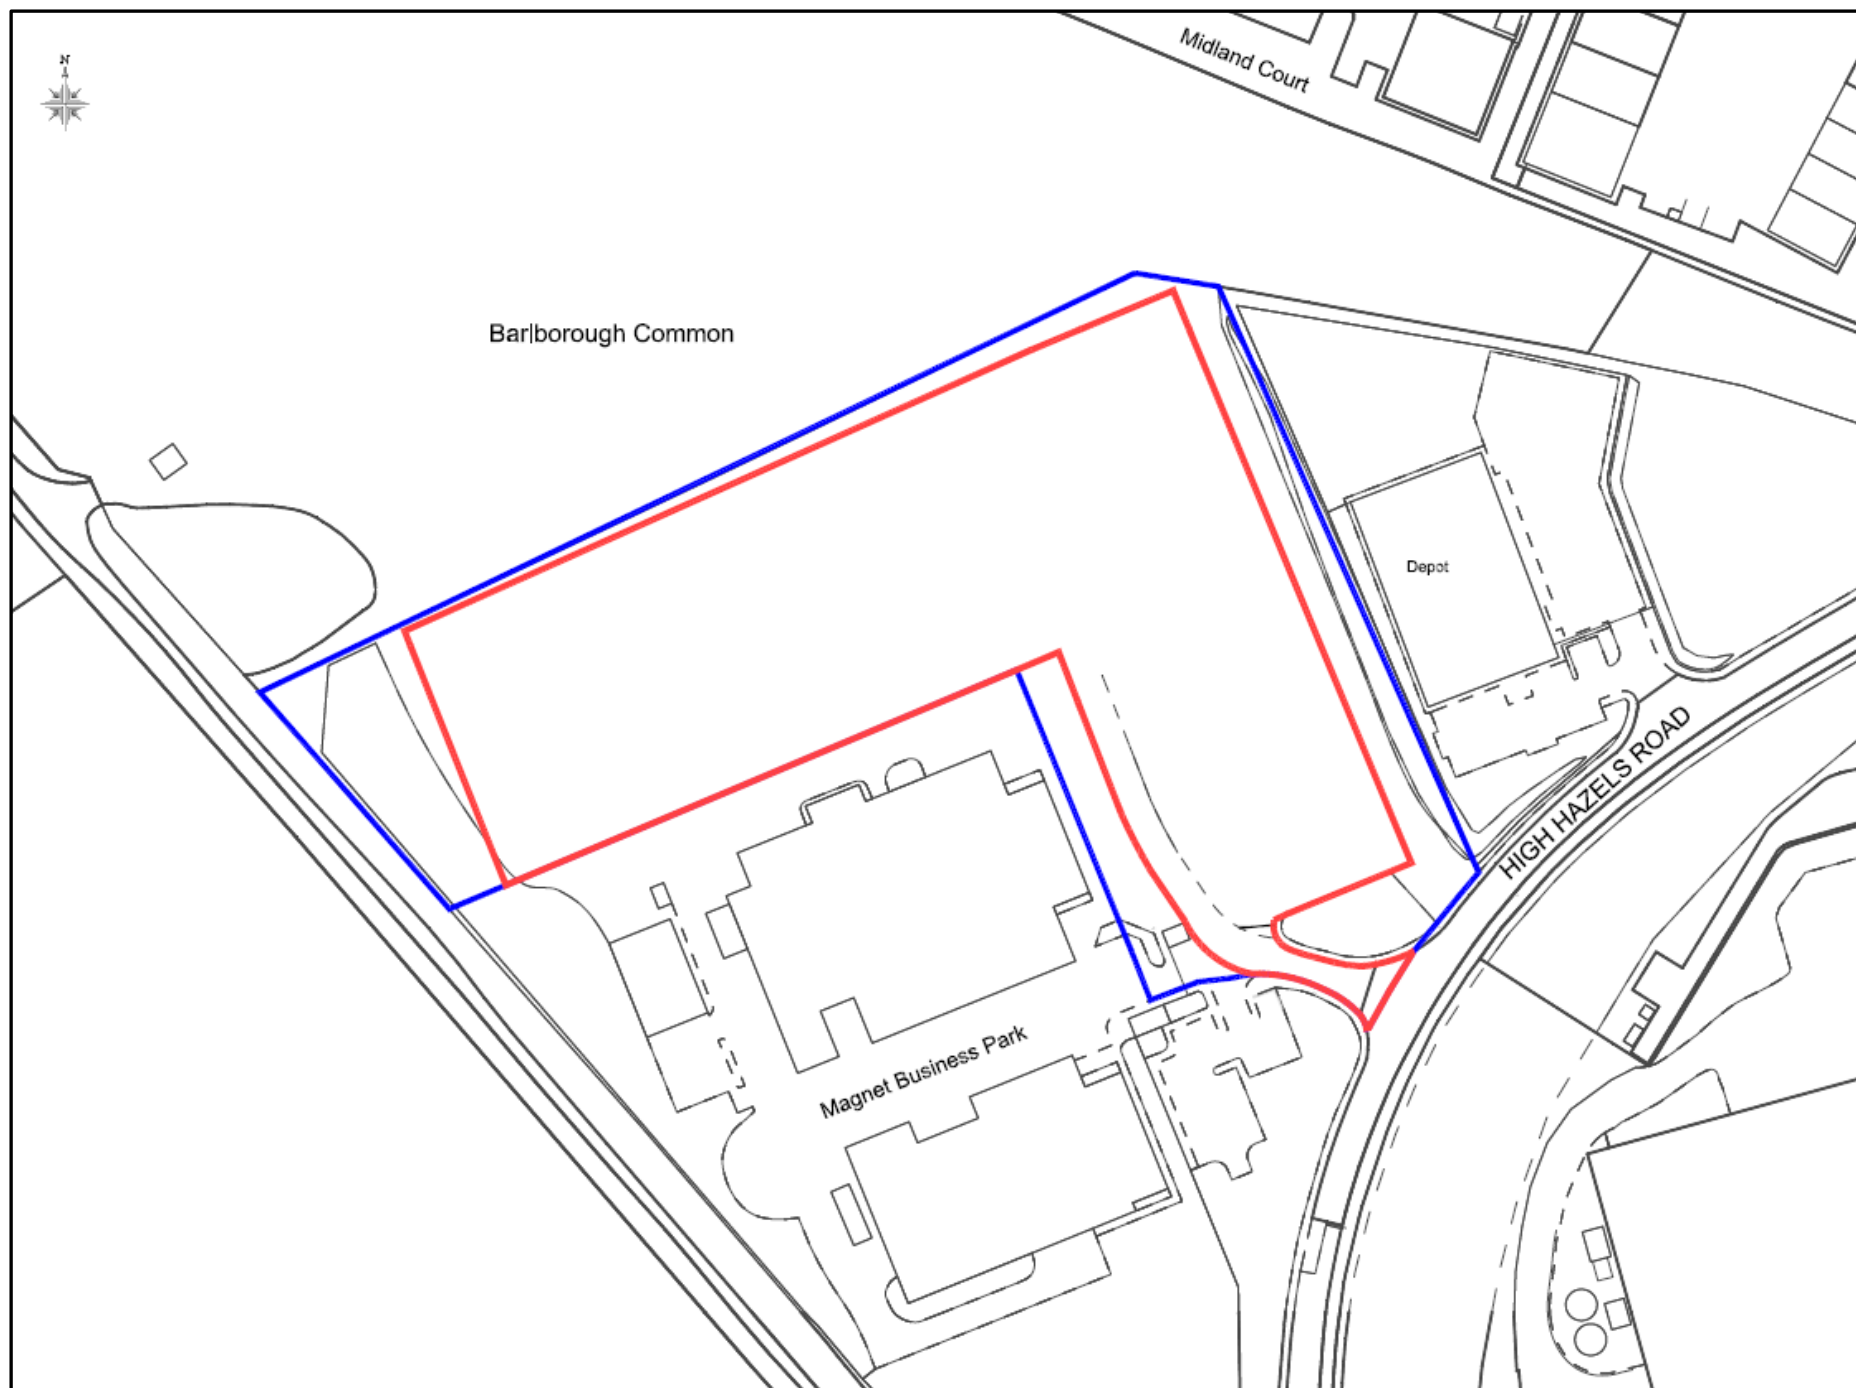 Midland Court
N
Barlborough Common
Depot
HIGH HAZELS ROAD
Magnet Business Park